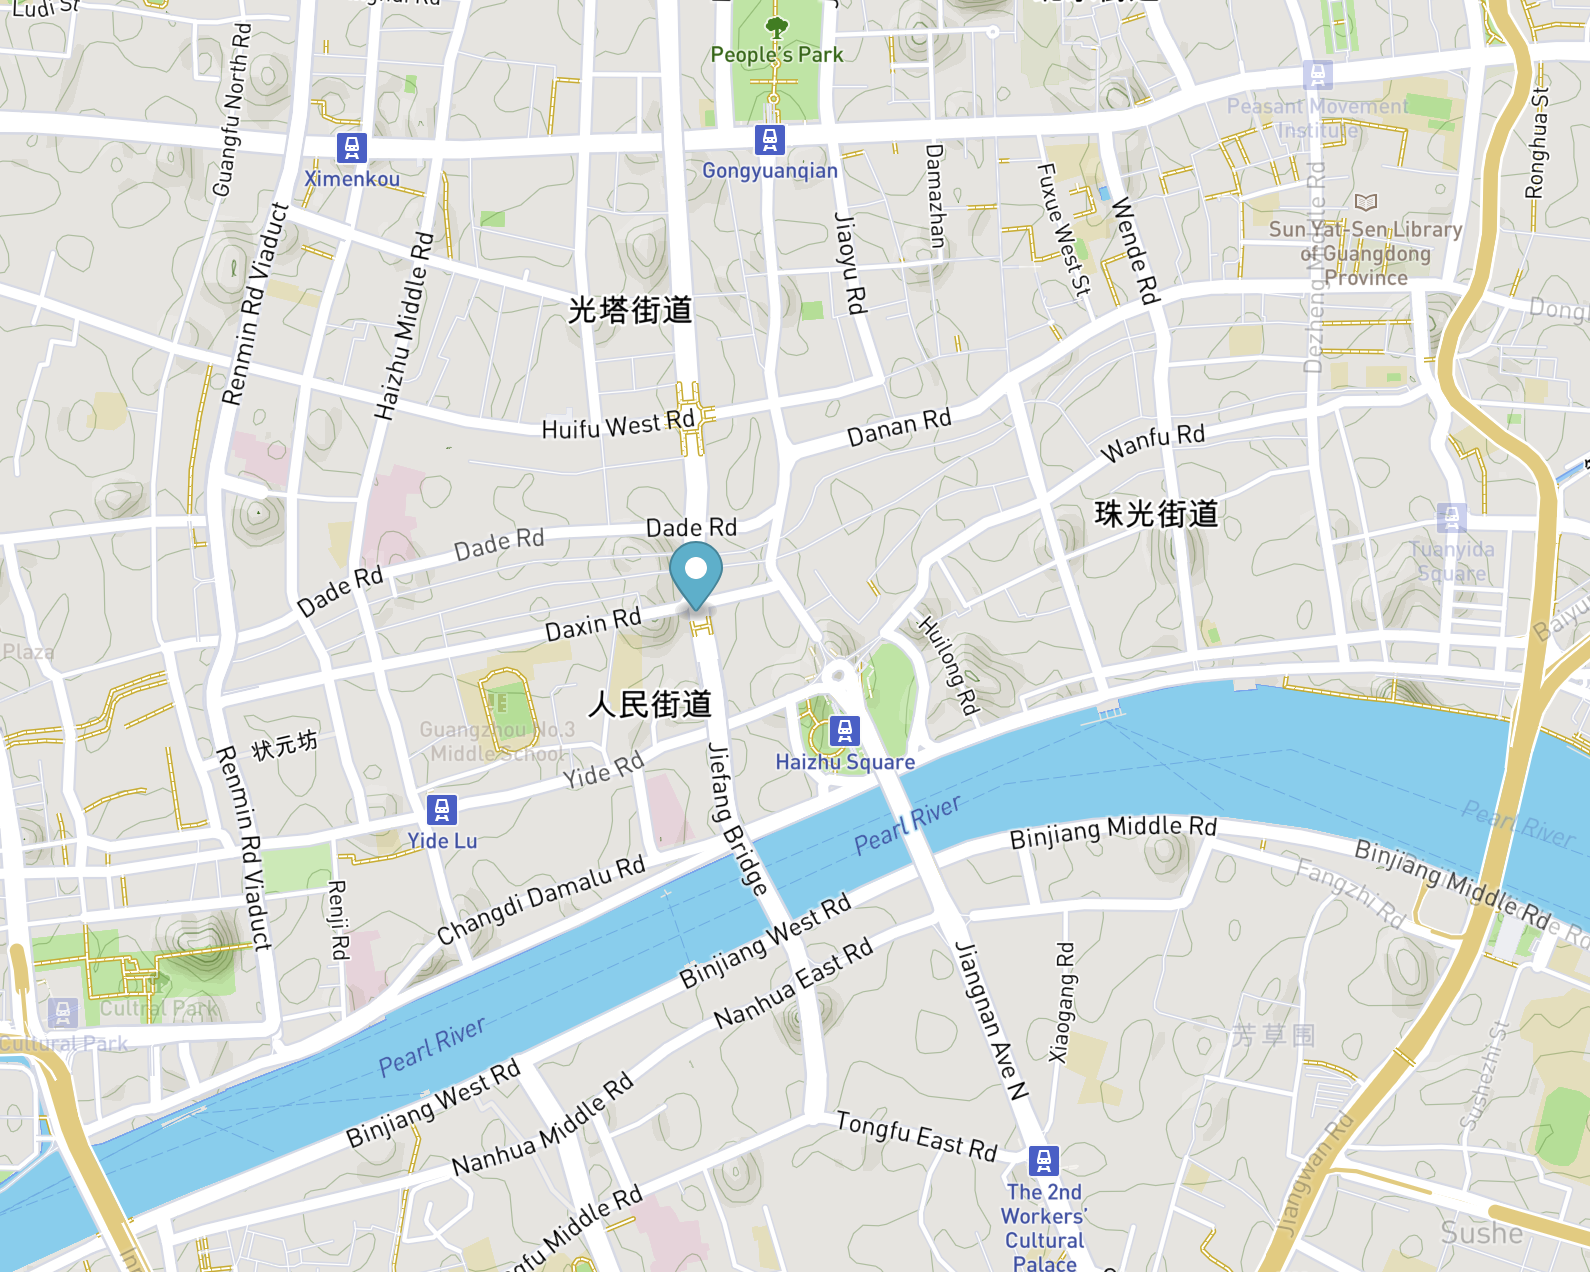 Ludi St
Guangfu North Rd
People's Park
Ximenkou
Gongyuanqian
Damazhan
Fuxue West St
Wende Rd
Peasant Movement
Institute
Ronghua St
Sun Yat-Sen Library
of Guangdong
Province
Dezheng Middle Rd
Renmin Rd Viaduct
Haizhu Middle Rd
Jiaoyu Rd
光塔街道
Huifu West Rd
Danan Rd
Wanfu Rd
珠光街道
Dade Rd
Dade Rd
Dade Rd
Tuanyida
Square
Daxin Rd
Huilong Rd
Plaza
人民街道
Guangzhou No.3
Middle School
状元坊
Yide Rd
Haizhu Square
Renmin Rd Viaduct
Jiefang Bridge
Yide Lu
Pearl River
Pearl River
Binjiang Middle Rd
Binjiang Middle Rd
Fangzhi Rd
Changdi Damalu Rd
Renji Rd
Binjiang West Rd
Nanhua East Rd
Jiangnan Ave N
Xiaogang Rd
Cultral Park
Cultural Park
Pearl River
芳草围
Sushezhi St
Binjiang West Rd
Nanhua Middle Rd
Tongfu East Rd
Jiangwan Rd
The 2nd
Workers'
Cultural
Palace
Sushe